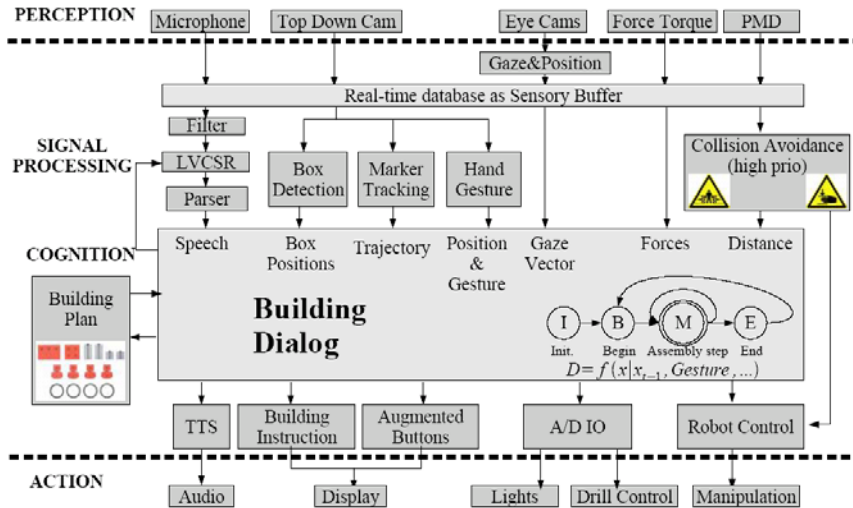 PERCEPTION
Microphone
Top Down Cam
Eye Cams
Force Torque
PMD
Gaze&Position
Real-time database as Sensory Buffer
SIGNAL
PROCESSING
Filter
LVCSR
Parser
Box
Detection
Marker
Tracking
Hand
Gesture
Collision Avoidance
(high prio)
COGNITION
Speech
Box
Positions
Trajectory
Position
&
Gesture
Gaze
Vector
Forces
Distance
Building
Plan
Building
Dialog
I
B
M
E
Init.
Begin
Assembly step
End
D=f(x|xₜ₋₁,Gesture,...)
TTS
Building
Instruction
Augmented
Buttons
A/D IO
Robot Control
ACTION
Audio
Display
Lights
Drill Control
Manipulation